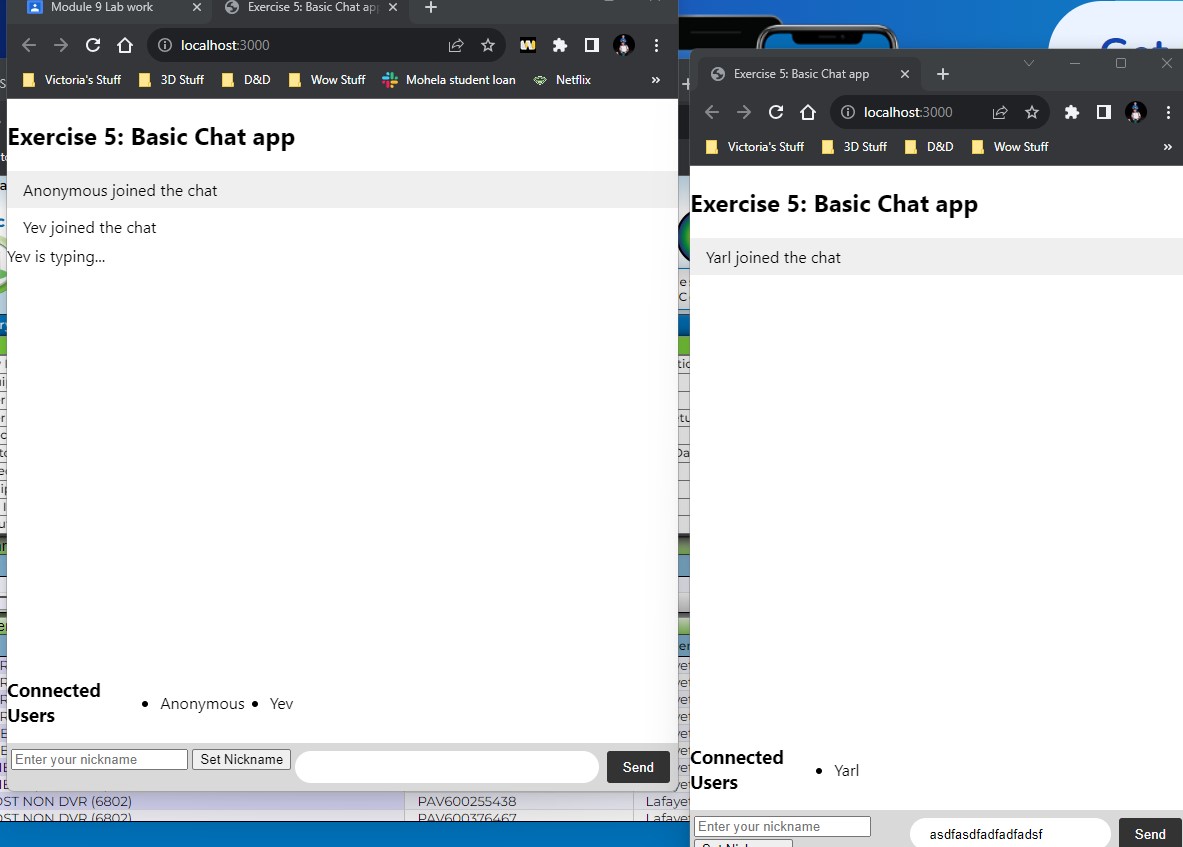 Module 9 Lab work
Exercise 5: Basic Chat app
localhost:3000
Victoria's Stuff
3D Stuff
D&D
Wow Stuff
Mohela student loan
Netflix
»
Exercise 5: Basic Chat app
Anonymous joined the chat
Yev joined the chat
Yev is typing...
Connected
Users
• Anonymous • Yev
Enter your nickname
Set Nickname
Send
OST NON DVR (6802)
PAV600255438
OST NON DVR (6802)
PAV600376467
Exercise 5: Basic Chat app
localhost:3000
Victoria's Stuff
3D Stuff
D&D
Wow Stuff
»
Exercise 5: Basic Chat app
Yarl joined the chat
Connected
Users
• Yarl
Enter your nickname
asdfasdfadfadfadsf
Send